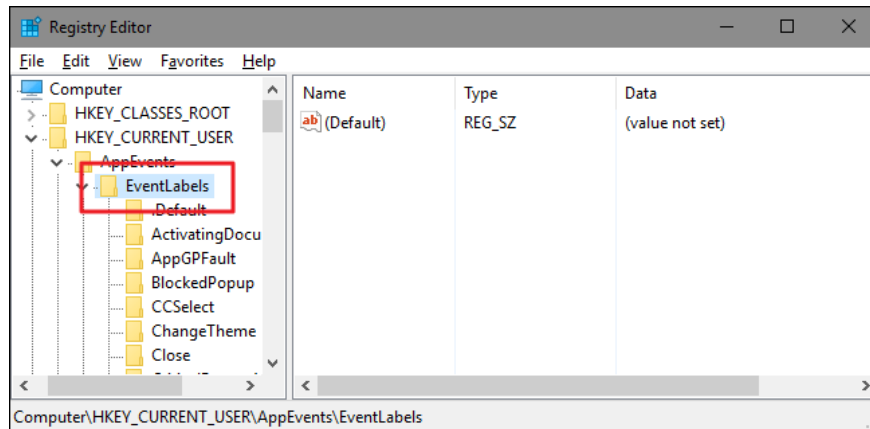 Registry Editor
File Edit View Favorites Help
Computer
HKEY_CLASSES_ROOT
HKEY_CURRENT_USER
AppEvents
EventLabels
.Default
ActivatingDocu
AppGPFault
BlockedPopup
CCSelect
ChangeTheme
Close
Name Type Data
ab (Default) REG_SZ (value not set)
Computer\HKEY_CURRENT_USER\AppEvents\EventLabels